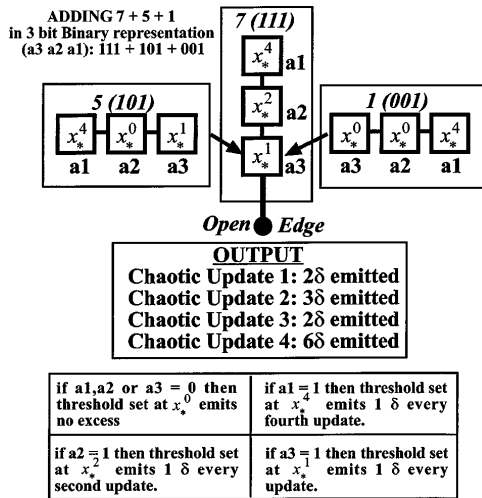 ADDING 7 + 5 + 1
in 3 bit Binary representation
(a3 a2 a1): 111 + 101 + 001
7 (111)
x*^4 a1
x*^2 a2
x*^1 a3
5 (101)
x*^4 x*^0 x*^1
a1 a2 a3
1 (001)
x*^0 x*^0 x*^4
a3 a2 a1
Open Edge
OUTPUT
Chaotic Update 1: 2δ emitted
Chaotic Update 2: 3δ emitted
Chaotic Update 3: 2δ emitted
Chaotic Update 4: 6δ emitted
if a1,a2 or a3 = 0 then
threshold set at x*^0 emits
no excess
if a1 = 1 then threshold set
at x*^4 emits 1 δ every
fourth update.
if a2 = 1 then threshold set
at x*^2 emits 1 δ every
second update.
if a3 = 1 then threshold set
at x*^1 emits 1 δ every
update.